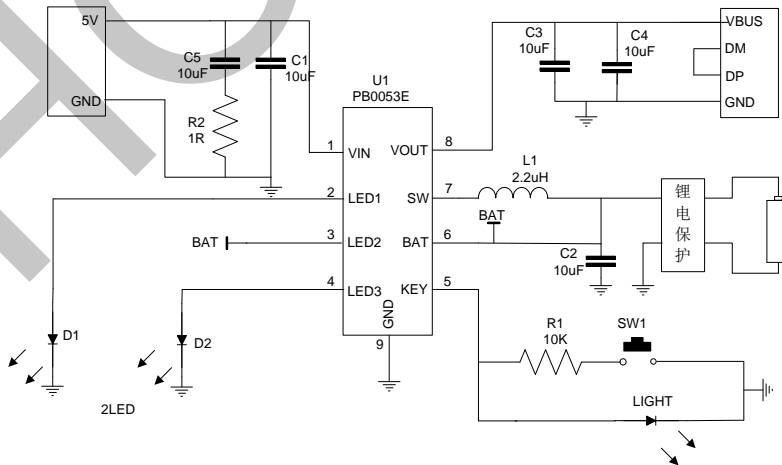 5V
GND
C5
10uF
C1
10uF
R2
1R
U1
PB0053E
1
VIN
2
LED1
3
LED2
4
LED3
VOUT
8
SW
7
BAT
6
KEY
5
GND
9
BAT
D1
D2
2LED
C3
10uF
C4
10uF
VBUS
DM
DP
GND
L1
2.2uH
BAT
C2
10uF
锂
电
保
护
R1
10K
SW1
LIGHT